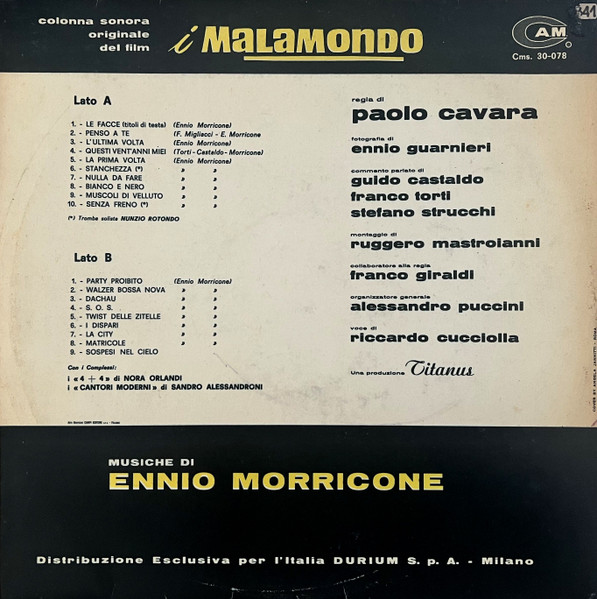 colonna sonora
originale
del film
i MALAMONDO
CAM
Cms. 30-078
341
Lato A
1. - LE FACCE (titoli di testa) (Ennio Morricone)
2. - PENSO A TE (F. Migliacci - E. Morricone
3. - L'ULTIMA VOLTA (Ennio Morricone)
4. - QUESTI VENT'ANNI MIEI (Torti - Castaldo - Morricone)
5. - LA PRIMA VOLTA (Ennio Morricone)
6. - STANCHEZZA (*) » »
7. - NULLA DA FARE » »
8. - BIANCO E NERO » »
9. - MUSCOLI DI VELLUTO » »
10. - SENZA FRENO (*) » »
(*) Tromba solista NUNZIO ROTONDO
Lato B
1. - PARTY PROIBITO (Ennio Morricone)
2. - WALZER BOSSA NOVA » »
3. - DACHAU » »
4. - S. O. S. » »
5. - TWIST DELLE ZITELLE » »
6. - I DISPARI » »
7. - LA CITY » »
8. - MATRICOLE » »
9. - SOSPESI NEL CIELO
Con i Complessi:
i «4 + 4» di NORA ORLANDI
i «CANTORI MODERNI» di SANDRO ALESSANDRONI
regia di
paolo cavara
fotografia di
ennio guarnieri
commento parlato di
guido castaldo
franco torti
stefano strucchi
montaggio di
ruggero mastroianni
collaboratore alla regia
franco giraldi
organizzatore generale
alessandro puccini
voce di
riccardo cucciolla
una produzione Titanus
MUSICHE DI
ENNIO MORRICONE
Distribuzione Esclusiva per l'Italia DURIUM S. p. A. - Milano